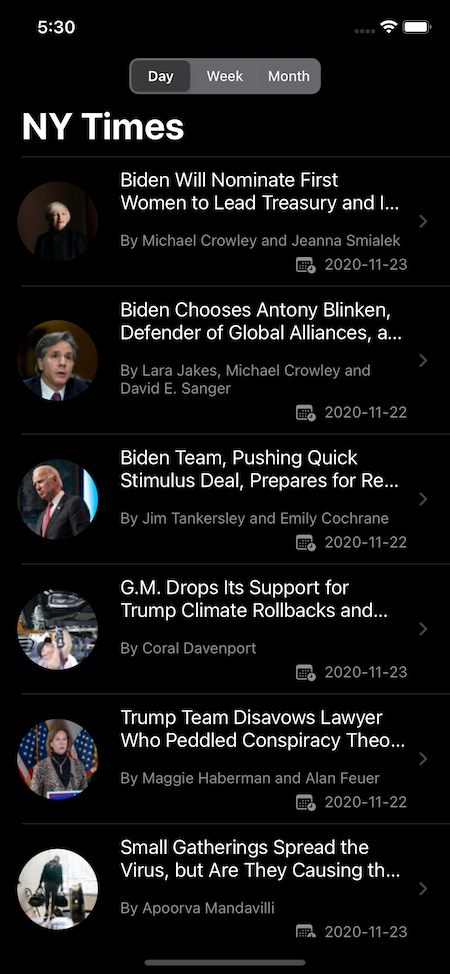 5:30
Day Week Month
NY Times
Biden Will Nominate First
Women to Lead Treasury and I...
By Michael Crowley and Jeanna Smialek
2020-11-23
Biden Chooses Antony Blinken,
Defender of Global Alliances, a...
By Lara Jakes, Michael Crowley and
David E. Sanger
2020-11-22
Biden Team, Pushing Quick
Stimulus Deal, Prepares for Re...
By Jim Tankersley and Emily Cochrane
2020-11-22
G.M. Drops Its Support for
Trump Climate Rollbacks and...
By Coral Davenport
2020-11-23
Trump Team Disavows Lawyer
Who Peddled Conspiracy Theo...
By Maggie Haberman and Alan Feuer
2020-11-22
Small Gatherings Spread the
Virus, but Are They Causing th...
By Apoorva Mandavilli
2020-11-23